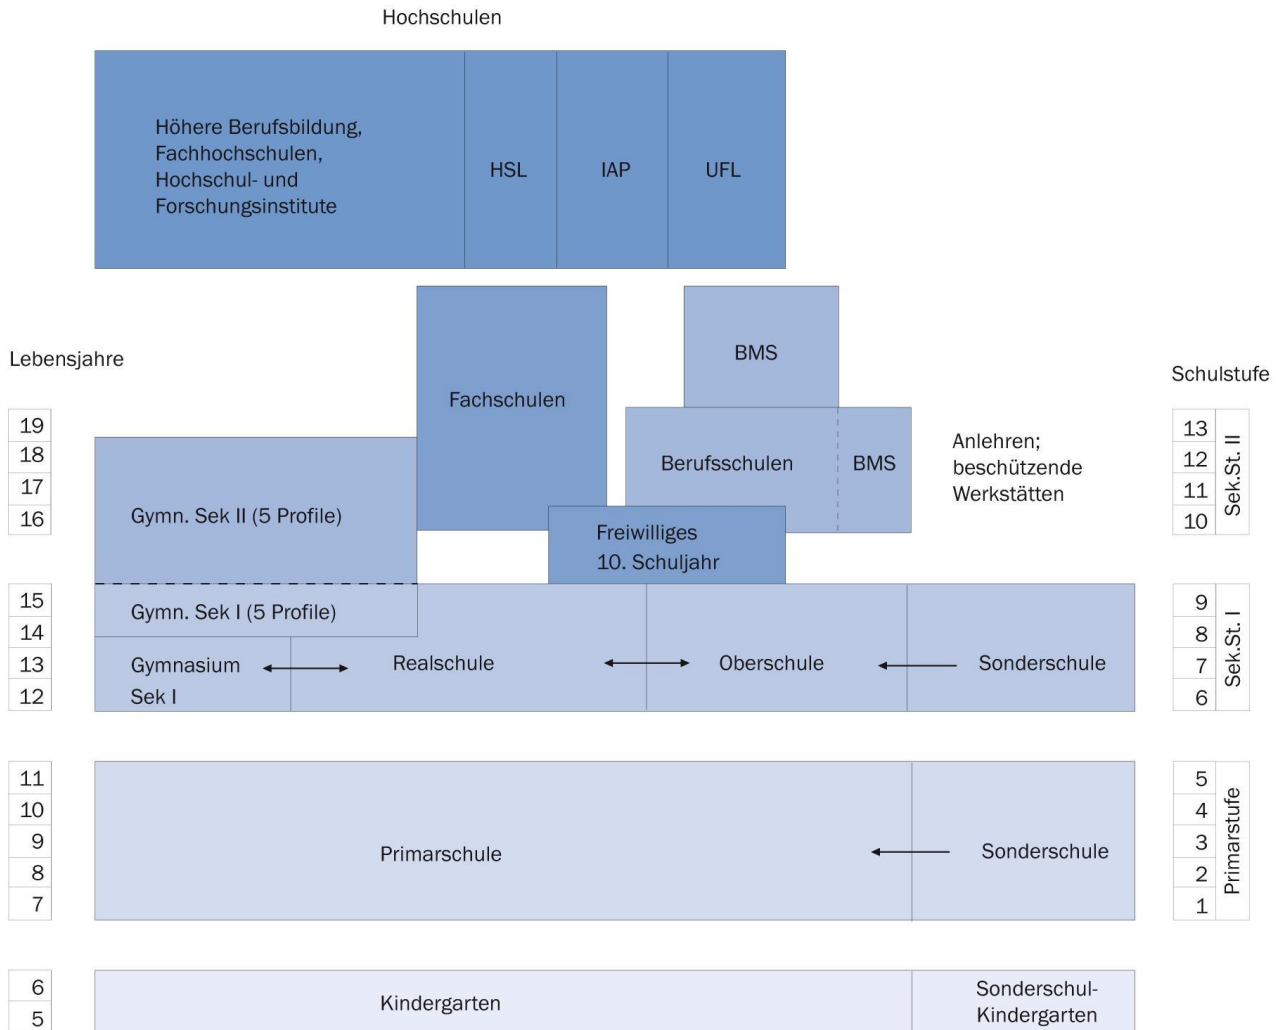 Hochschulen
Höhere Berufsbildung,
Fachhochschulen,
Hochschul- und
Forschungsinstitute
HSL
IAP
UFL
Lebensjahre
Schulstufe
Fachschulen
BMS
Berufsschulen
BMS
Anlehren;
beschützende
Werkstätten
19
18
17
16
13
12
11
10
Sek.St. II
Gymn. Sek II (5 Profile)
Freiwilliges
10. Schuljahr
15
14
13
12
Gymn. Sek I (5 Profile)
Gymnasium
Sek I
Realschule
Oberschule
Sonderschule
9
8
7
6
Sek.St. I
11
10
9
8
7
Primarschule
Sonderschule
5
4
3
2
1
Primarstufe
6
5
Kindergarten
Sonderschul-
Kindergarten